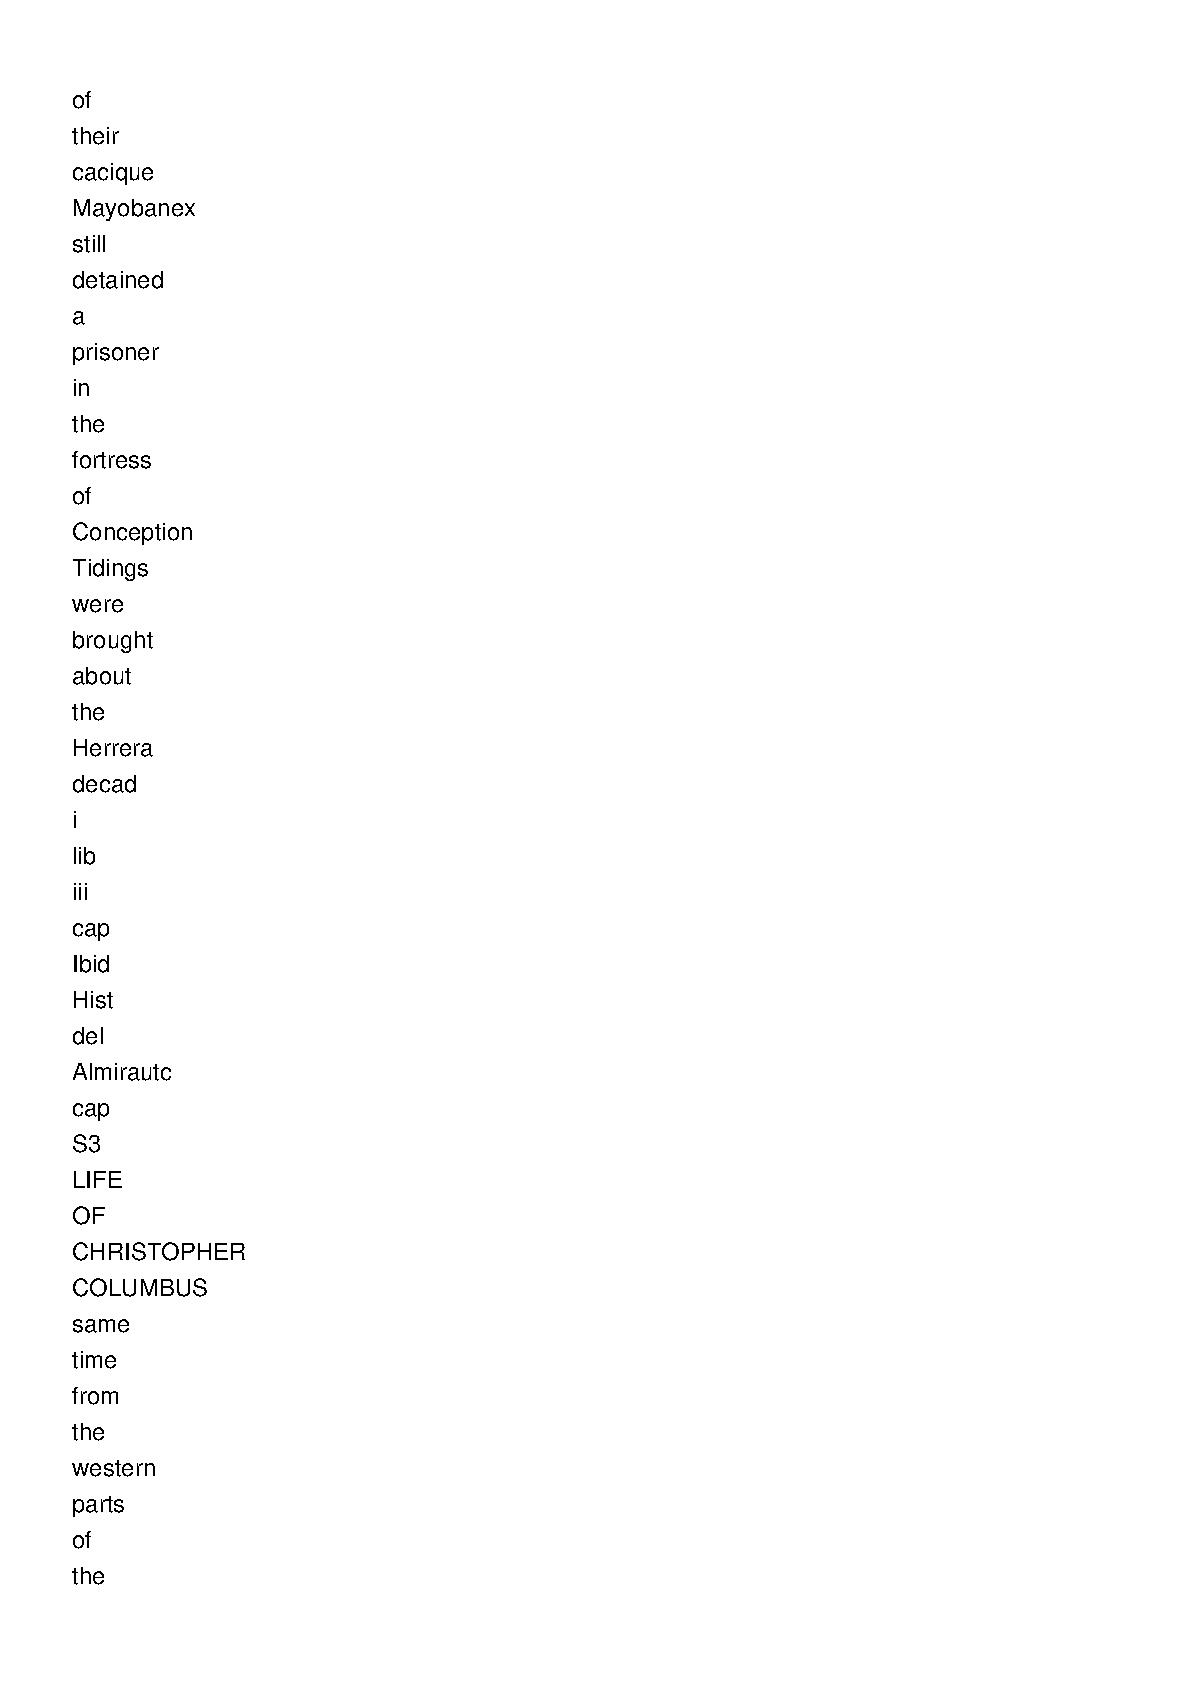 of
their
cacique
Mayobanex
still
detained
a
prisoner
in
the
fortress
of
Conception
Tidings
were
brought
about
the
Herrera
decad
i
lib
iii
cap
Ibid
Hist
del
Almirautc
cap
S3
LIFE
OF
CHRISTOPHER
COLUMBUS
same
time
from
the
western
parts
of
the